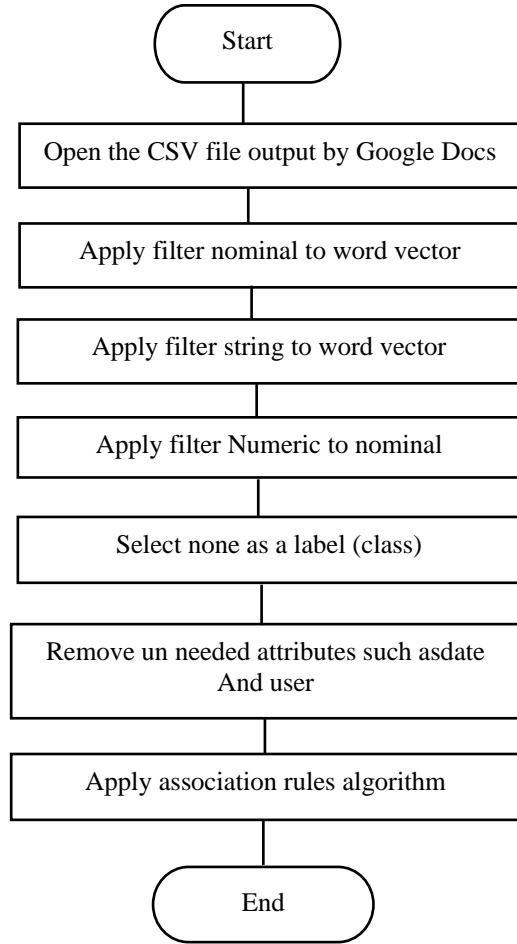 Start
Open the CSV file output by Google Docs
Apply filter nominal to word vector
Apply filter string to word vector
Apply filter Numeric to nominal
Select none as a label (class)
Remove un needed attributes such asdate
And user
Apply association rules algorithm
End